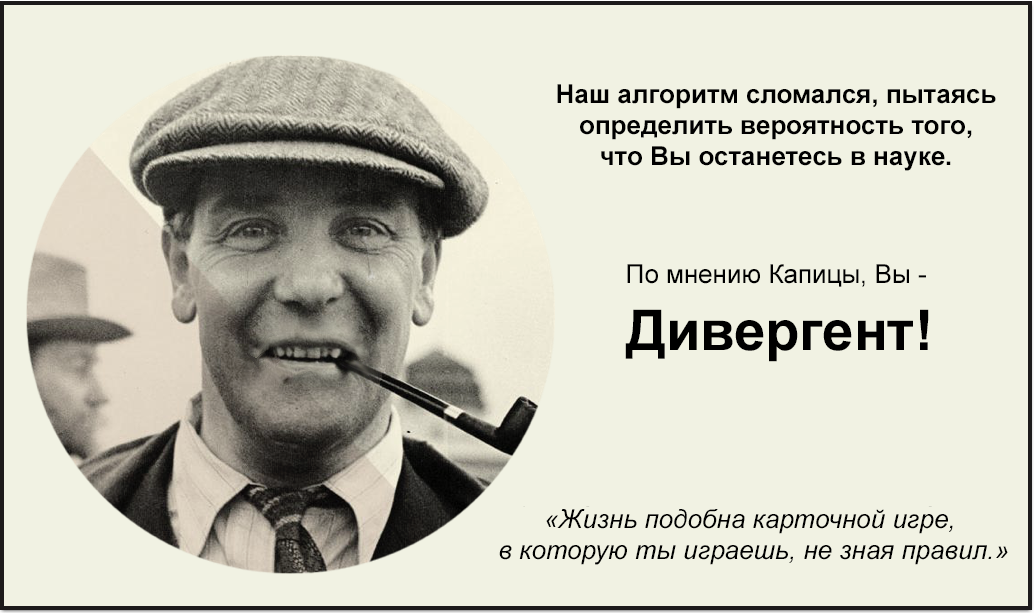 Наш алгоритм сломался, пытаясь
определить вероятность того,
что Вы останетесь в науке.
По мнению Капицы, Вы -
Дивергент!
«Жизнь подобна карточной игре,
в которую ты играешь, не зная правил.»